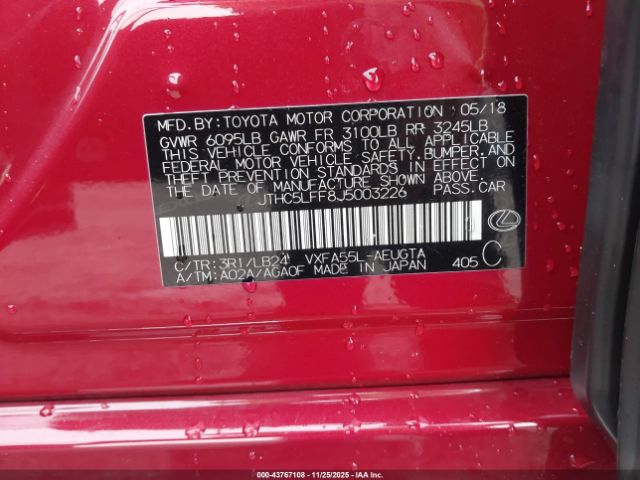 MFD. BY: TOYOTA MOTOR CORPORATION 05/18
GVWR 6095LB GAWR FR 3100LB RR 3245LB
THIS VEHICLE CONFORMS TO ALL APPLICABLE
FEDERAL MOTOR VEHICLE SAFETY, BUMPER AND
THEFT PREVENTION STANDARDS IN EFFECT ON
THE DATE OF MANUFACTURE SHOWN ABOVE.
JTHC5LFF8J5003226 PASS. CAR
C/TR: 3R1/LB24 VXFA55L-AEUGTA
A/TM: A02A/AGA0F MADE IN JAPAN 405 C
000-43767108 - 11/25/2025 - IAAI.COM